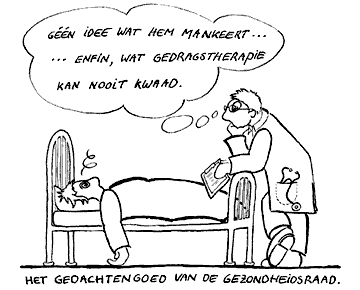 GÉÉN IDEE WAT HEM MANKEERT...
... ENFIN, WAT GEDRAGSTHERAPIE
KAN NOOIT KWAAD.
HET GEDACHTENGOED VAN DE GEZONDHEIDSRAAD.